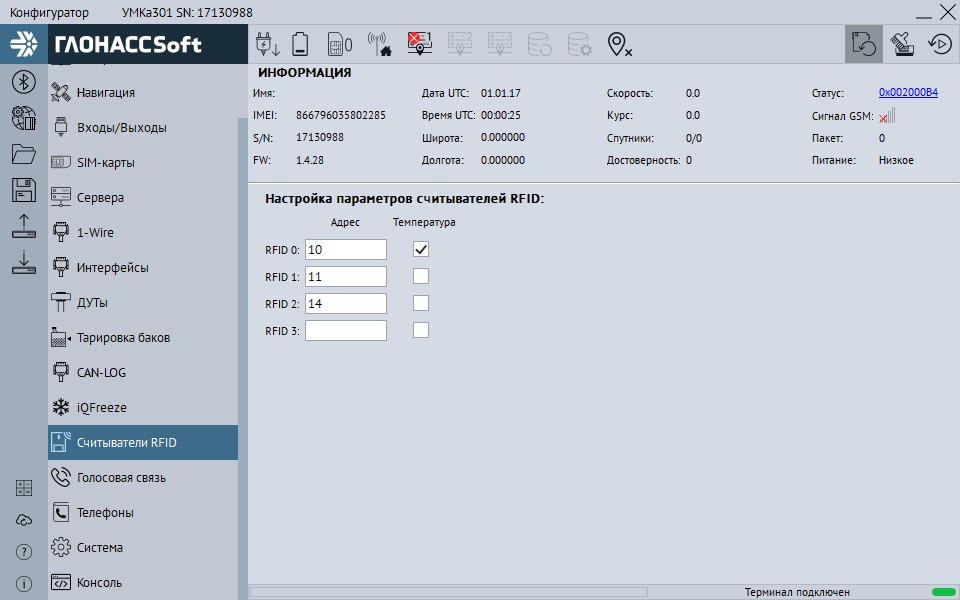 Конфигуратор УМКа301 SN: 17130988
ГЛОНАССSoft
0
1
2
3
Навигация
Входы/Выходы
SIM-карты
Сервера
1-Wire
Интерфейсы
ДУТы
Тарировка баков
CAN-LOG
iQFreeze
Считыватели RFID
Голосовая связь
Телефоны
Система
Консоль
ИНФОРМАЦИЯ
Имя: Дата UTC: 01.01.17 Скорость: 0.0 Статус: 0x002000B4
IMEI: 866796035802285 Время UTC: 00:00:25 Курс: 0.0 Сигнал GSM:
S/N: 17130988 Широта: 0.000000 Спутники: 0/0 Пакет: 0
FW: 1.4.28 Долгота: 0.000000 Достоверность: 0 Питание: Низкое
Настройка параметров считывателей RFID:
Адрес Температура
RFID 0: 10
RFID 1: 11
RFID 2: 14
RFID 3:
Терминал подключен